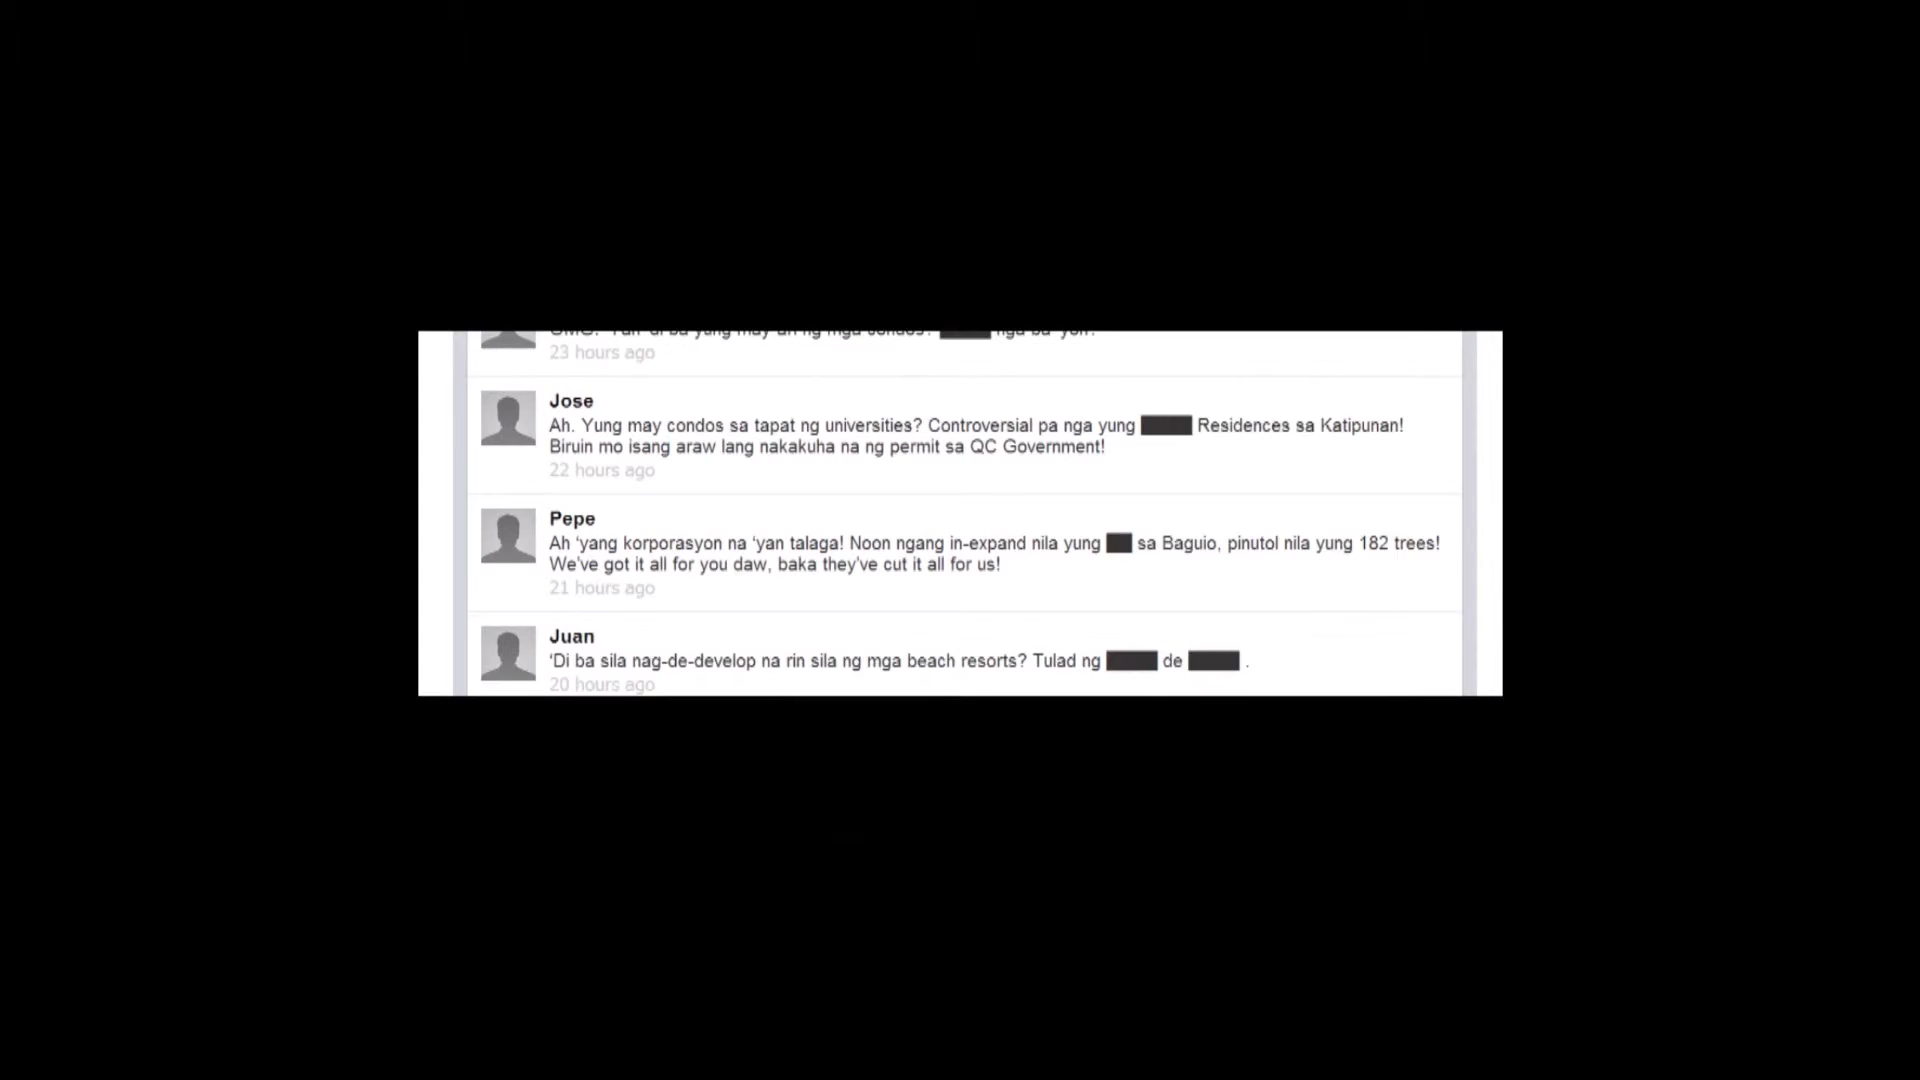 nga ba 'yon?
23 hours ago
Jose
Ah. Yung may condos sa tapat ng universities? Controversial pa nga yung Residences sa Katipunan!
Biruin mo isang araw lang nakakuha na ng permit sa QC Government!
22 hours ago
Pepe
Ah ‘yang korporasyon na ‘yan talaga! Noon ngang in-expand nila yung sa Baguio, pinutol nila yung 182 trees!
We've got it all for you daw, baka they've cut it all for us!
21 hours ago
Juan
‘Di ba sila nag-de-develop na rin sila ng mga beach resorts? Tulad ng de .
20 hours ago